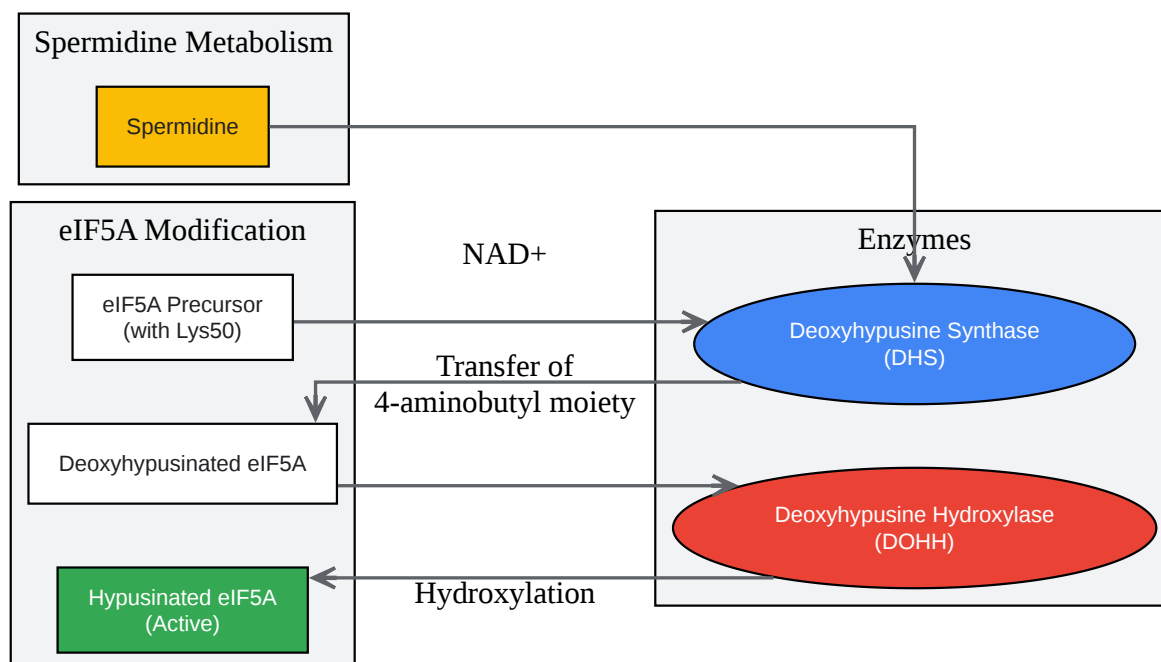 Spermidine Metabolism
Spermidine
eIF5A Modification
NAD+
Enzymes
eIF5A Precursor
(with Lys50)
Deoxyhypusine Synthase
(DHS)
Transfer of
4-aminobutyl moiety
Deoxyhypusinated eIF5A
Deoxyhypusine Hydroxylase
(DOHH)
Hydroxylation
Hypusinated eIF5A
(Active)